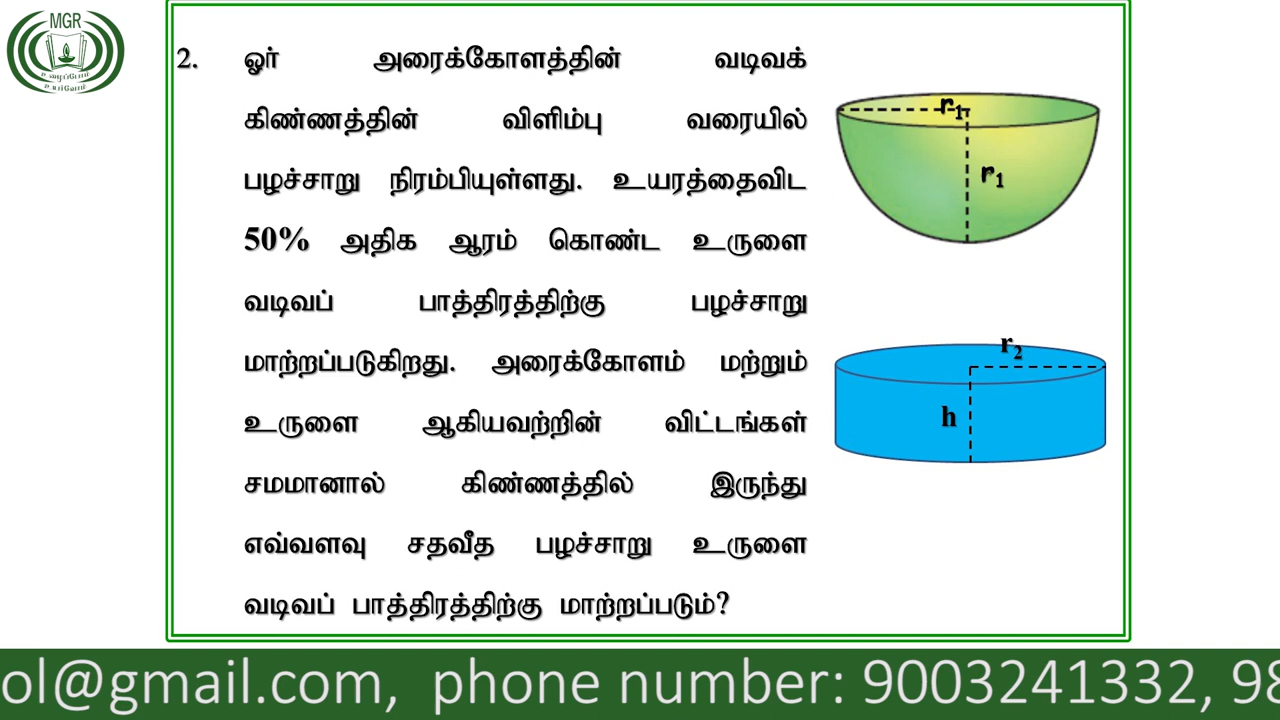 MGR
உழைப்போம்
உயர்வோம்
2. ஓர் அரைக்கோளத்தின் வடிவக்
கிண்ணத்தின் விளிம்பு வரையில்
பழச்சாறு நிரம்பியுள்ளது. உயரத்தைவிட
50% அதிக ஆரம் கொண்ட உருளை
வடிவப் பாத்திரத்திற்கு பழச்சாறு
மாற்றப்படுகிறது. அரைக்கோளம் மற்றும்
உருளை ஆகியவற்றின் விட்டங்கள்
சமமானால் கிண்ணத்தில் இருந்து
எவ்வளவு சதவீத பழச்சாறு உருளை
வடிவப் பாத்திரத்திற்கு மாற்றப்படும்?
r1
r1
r2
h
ol@gmail.com, phone number: 9003241332, 98